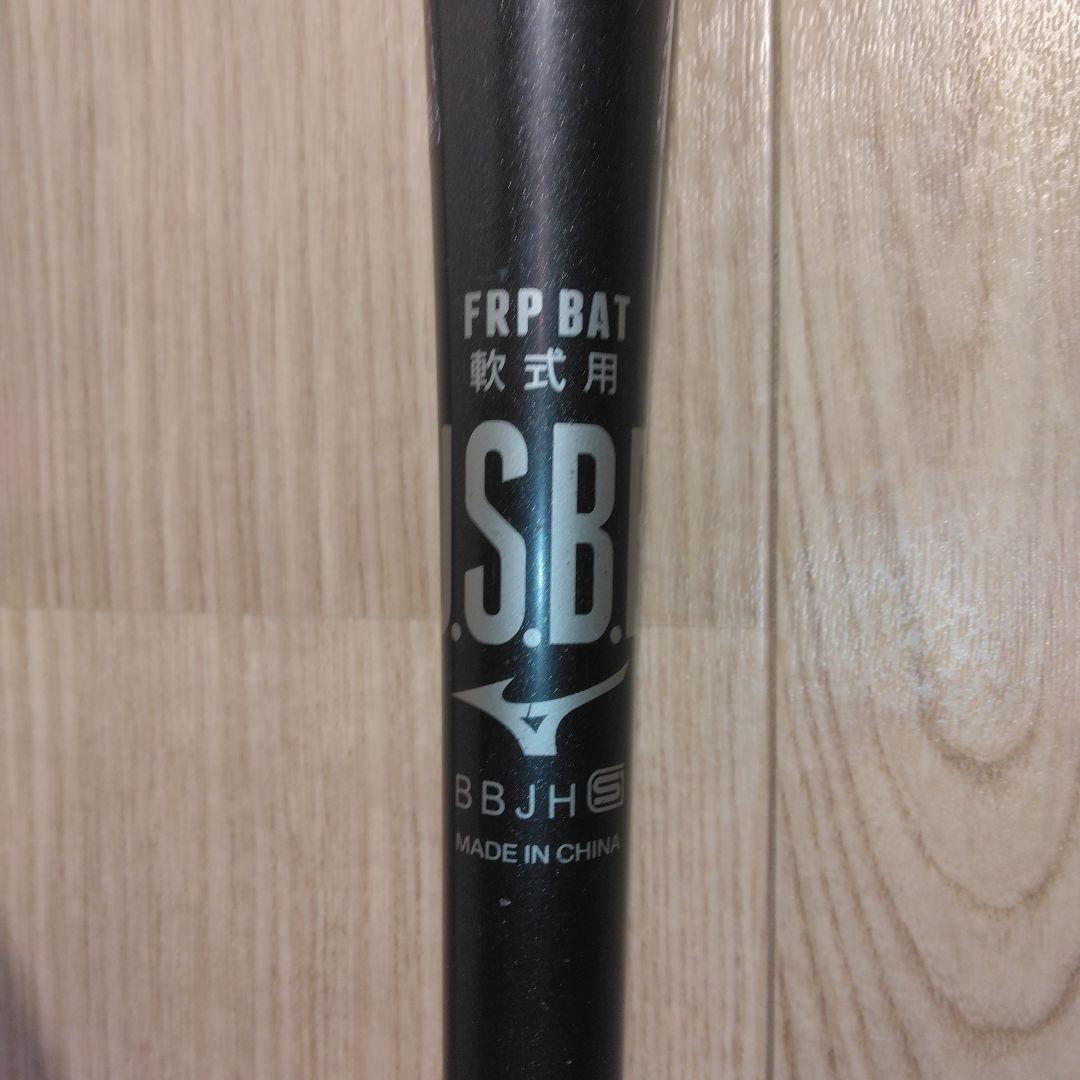 FRP BAT
軟式用
.S.B.
BBJH S
MADE IN CHINA